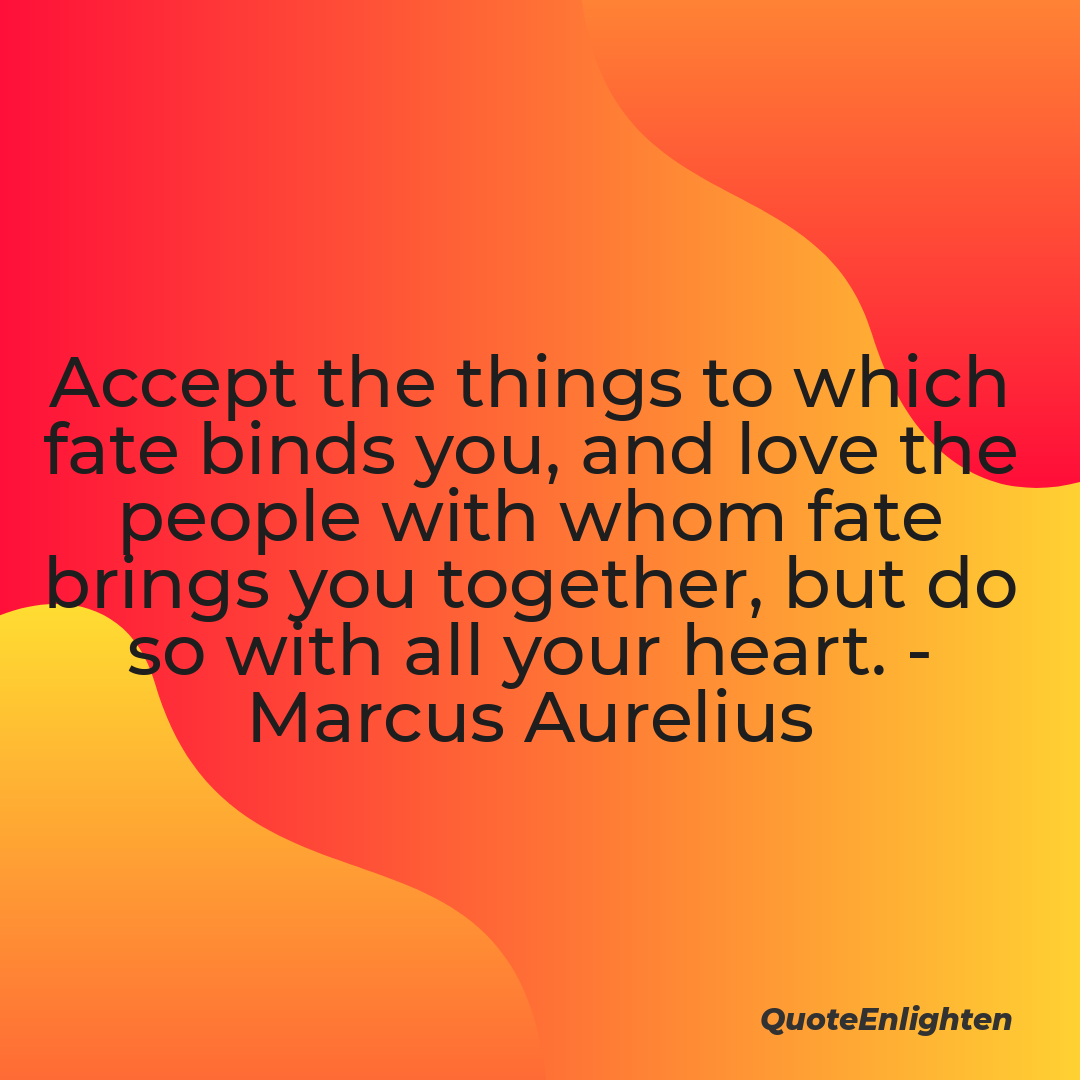 Accept the things to which
fate binds you, and love the
people with whom fate
brings you together, but do
so with all your heart. -
Marcus Aurelius
QuoteEnlighten